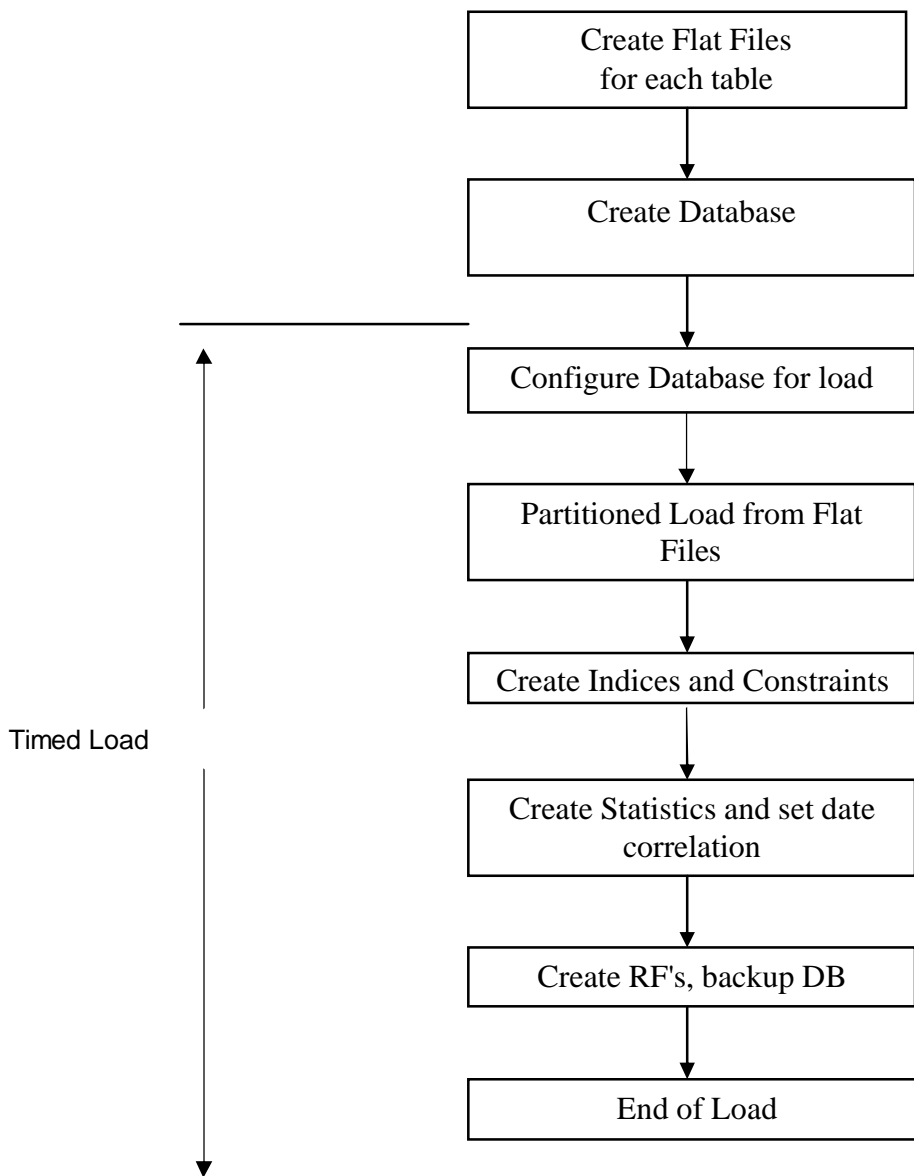 Create Flat Files
for each table
Create Database
Configure Database for load
Partitioned Load from Flat
Files
Create Indices and Constraints
Timed Load
Create Statistics and set date
correlation
Create RF's, backup DB
End of Load